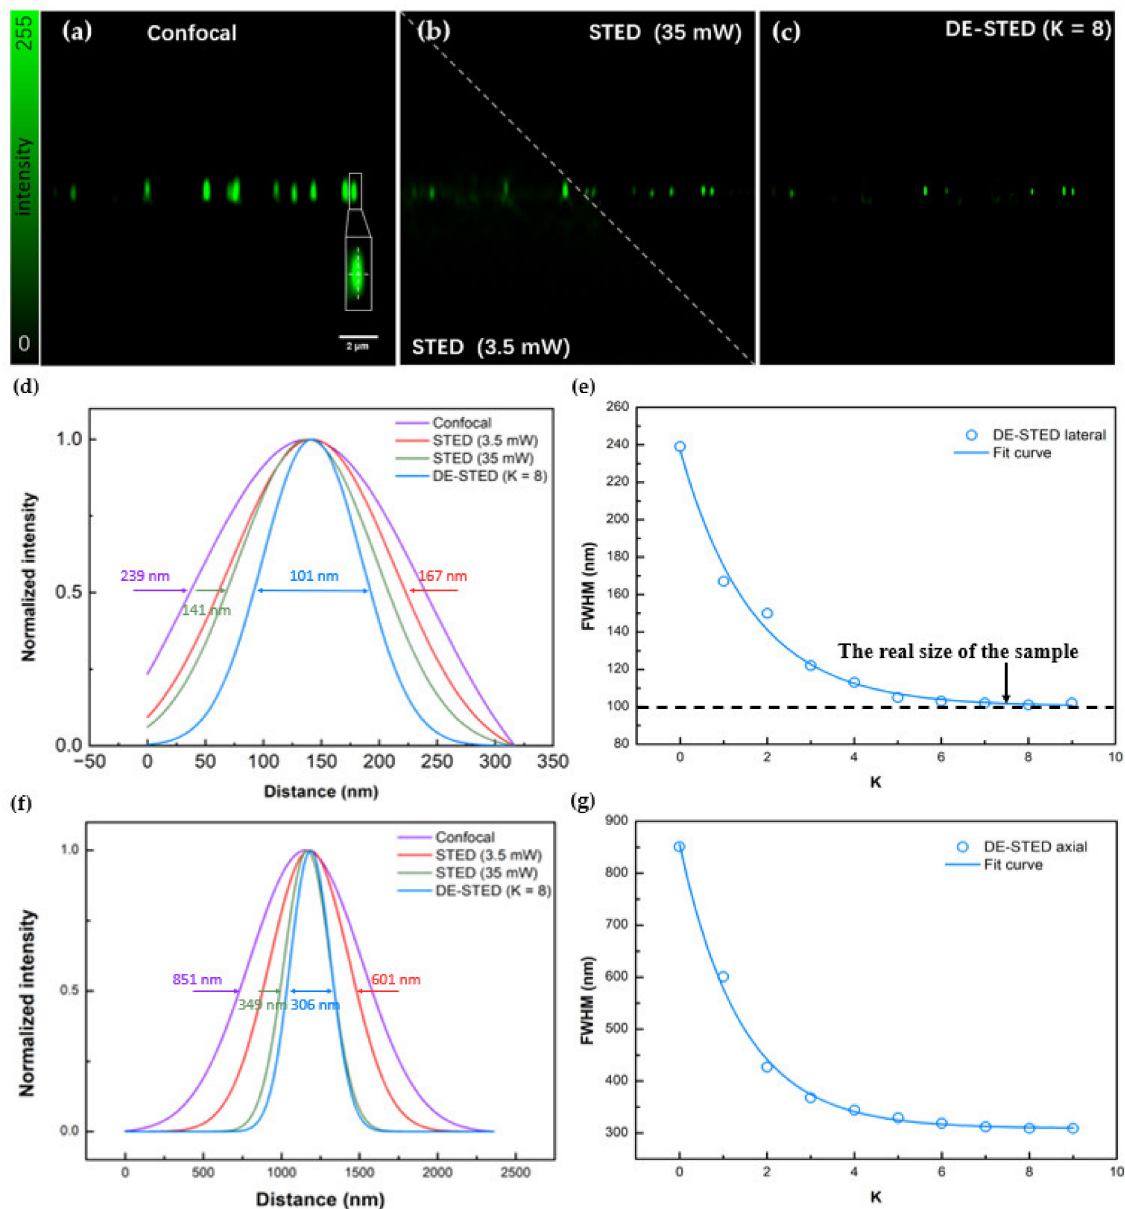 255
intensity
0
(a)
Confocal
2 µm
(b)
STED (35 mW)
STED (3.5 mW)
(c)
DE-STED (K = 8)
(d)
Normalized intensity
1.0
0.5
0.0
Confocal
STED (3.5 mW)
STED (35 mW)
DE-STED (K = 8)
239 nm
141 nm
101 nm
167 nm
−50 0 50 100 150 200 250 300 350
Distance (nm)
(e)
FWHM (nm)
260
240
220
200
180
160
140
120
100
80
DE-STED lateral
Fit curve
The real size of the sample
0 2 4 6 8 10
K
(f)
Normalized intensity
1.0
0.5
0.0
Confocal
STED (3.5 mW)
STED (35 mW)
DE-STED (K = 8)
851 nm
349 nm
306 nm
601 nm
0 500 1000 1500 2000 2500
Distance (nm)
(g)
FWHM (nm)
900
800
700
600
500
400
300
DE-STED axial
Fit curve
0 2 4 6 8 10
K